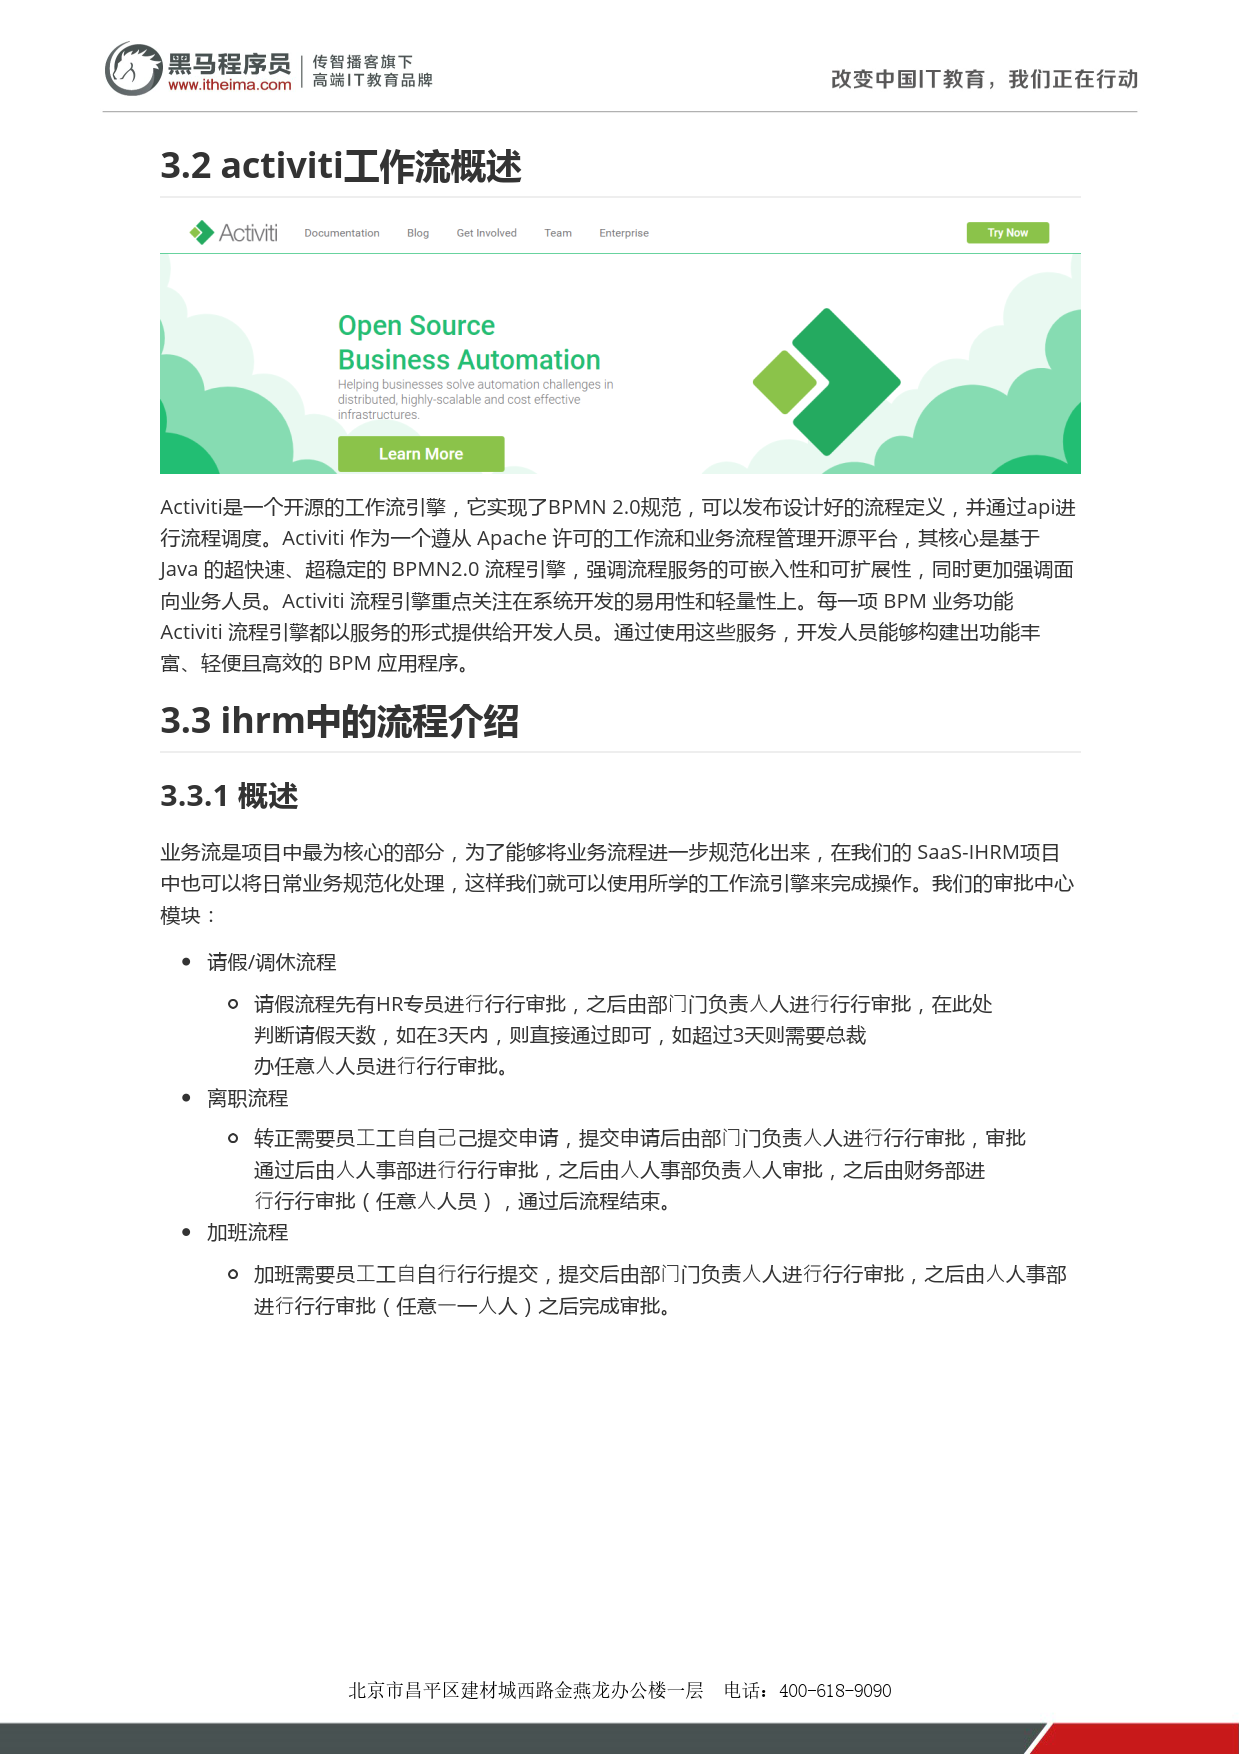 黑马程序员
www.itheima.com
传智播客旗下
高端IT教育品牌
改变中国IT教育，我们正在行动
3.2 activiti工作流概述
Activiti Documentation Blog Get Involved Team Enterprise Try Now
Open Source
Business Automation
Helping businesses solve automation challenges in
distributed, highly-scalable and cost effective
infrastructures.
Learn More
Activiti是一个开源的工作流引擎，它实现了BPMN 2.0规范，可以发布设计好的流程定义，并通过api进
行流程调度。Activiti 作为一个遵从 Apache 许可的工作流和业务流程管理开源平台，其核心是基于
Java 的超快速、超稳定的 BPMN2.0 流程引擎，强调流程服务的可嵌入性和可扩展性，同时更加强调面
向业务人员。Activiti 流程引擎重点关注在系统开发的易用性和轻量性上。每一项 BPM 业务功能
Activiti 流程引擎都以服务的形式提供给开发人员。通过使用这些服务，开发人员能够构建出功能丰
富、轻便且高效的 BPM 应用程序。
3.3 ihrm中的流程介绍
3.3.1 概述
业务流是项目中最为核心的部分，为了能够将业务流程进一步规范化出来，在我们的 SaaS-IHRM项目
中也可以将日常业务规范化处理，这样我们就可以使用所学的工作流引擎来完成操作。我们的审批中心
模块：
请假/调休流程
请假流程先有HR专员进⾏行行审批，之后由部⻔门负责⼈人进⾏行行审批，在此处
判断请假天数，如在3天内，则直接通过即可，如超过3天则需要总裁
办任意⼈人员进⾏行行审批。
离职流程
转正需要员⼯工⾃自⼰己提交申请，提交申请后由部⻔门负责⼈人进⾏行行审批，审批
通过后由⼈人事部进⾏行行审批，之后由⼈人事部负责⼈人审批，之后由财务部进
⾏行行审批（任意⼈人员），通过后流程结束。
加班流程
加班需要员⼯工⾃自⾏行行提交，提交后由部⻔门负责⼈人进⾏行行审批，之后由⼈人事部
进⾏行行审批（任意⼀一⼈人）之后完成审批。
北京市昌平区建材城西路金燕龙办公楼一层 电话：400-618-9090